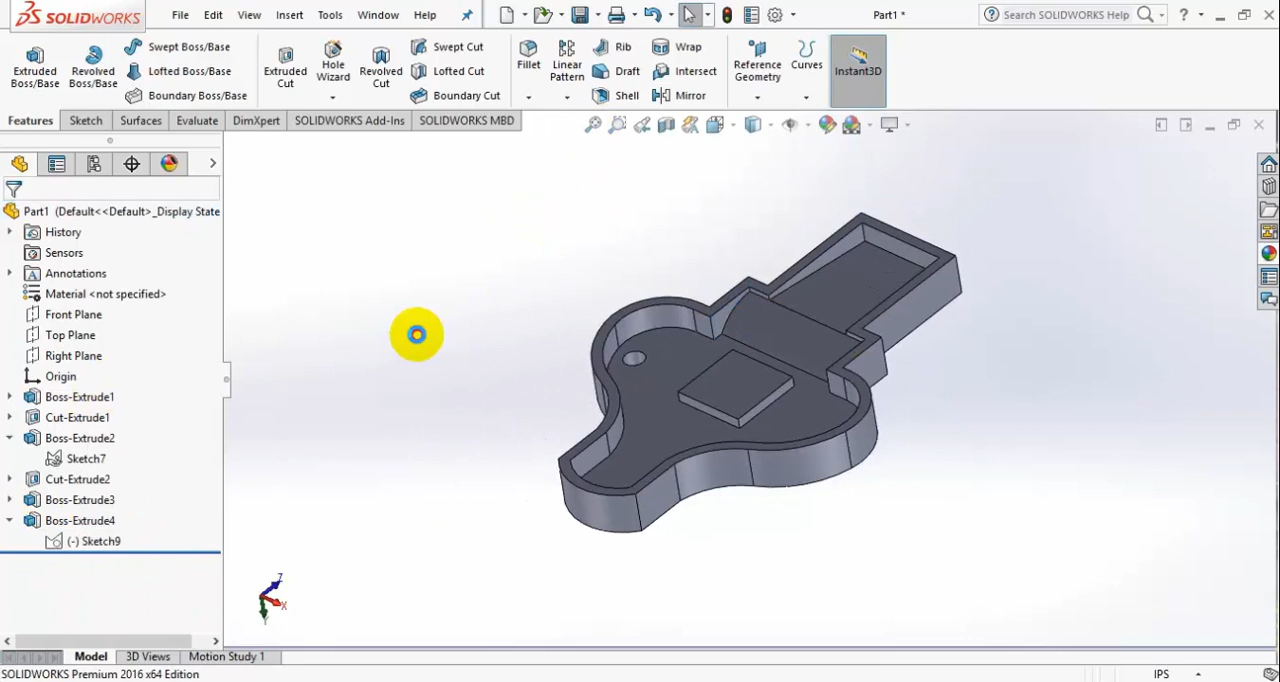 SOLIDWORKS File Edit View Insert Tools Window Help Part1 * Search SOLIDWORKS Help ?
Extruded Boss/Base
Revolved Boss/Base
Swept Boss/Base
Lofted Boss/Base
Boundary Boss/Base
Extruded Cut
Hole Wizard
Revolved Cut
Swept Cut
Lofted Cut
Boundary Cut
Fillet
Linear Pattern
Rib
Draft
Shell
Wrap
Intersect
Mirror
Reference Geometry
Curves
Instant3D
Features Sketch Surfaces Evaluate DimXpert SOLIDWORKS Add-Ins SOLIDWORKS MBD
Part1 (Default<<Default>_Display State
History
Sensors
Annotations
Material <not specified>
Front Plane
Top Plane
Right Plane
Origin
Boss-Extrude1
Cut-Extrude1
Boss-Extrude2
Sketch7
Cut-Extrude2
Boss-Extrude3
Boss-Extrude4
(-) Sketch9
Z
X
Y
Model 3D Views Motion Study 1
SOLIDWORKS Premium 2016 x64 Edition IPS